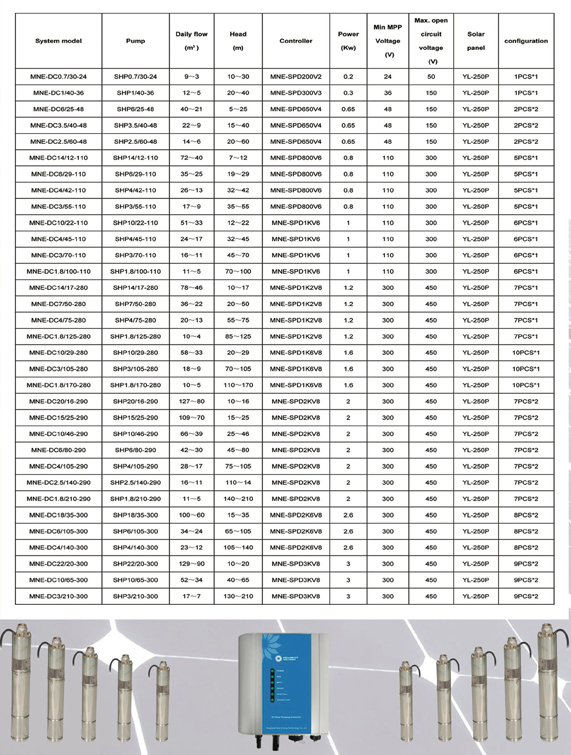 System model Pump Daily flow (m³) Head (m) Controller Power (Kw) Min MPP Voltage (V) Max. open circuit voltage (V) Solar panel configuration
MNE-DC0.7/30-24 SHP0.7/30-24 9～3 10～30 MNE-SPD200V2 0.2 24 50 YL-250P 1PCS*1
MNE-DC1/40-36 SHP1/40-36 12～5 20～40 MNE-SPD300V3 0.3 36 150 YL-250P 1PCS*1
MNE-DC6/25-48 SHP6/25-48 40～21 5～25 MNE-SPD650V4 0.65 48 150 YL-250P 2PCS*2
MNE-DC3.5/40-48 SHP3.5/40-48 22～9 15～40 MNE-SPD650V4 0.65 48 150 YL-250P 2PCS*2
MNE-DC2.5/60-48 SHP2.5/60-48 14～6 20～60 MNE-SPD650V4 0.65 48 150 YL-250P 2PCS*2
MNE-DC14/12-110 SHP14/12-110 72～40 7～12 MNE-SPD800V6 0.8 110 300 YL-250P 5PCS*1
MNE-DC6/29-110 SHP6/29-110 35～25 19～29 MNE-SPD800V6 0.8 110 300 YL-250P 5PCS*1
MNE-DC4/42-110 SHP4/42-110 26～13 32～42 MNE-SPD800V6 0.8 110 300 YL-250P 5PCS*1
MNE-DC3/55-110 SHP3/55-110 17～9 35～55 MNE-SPD800V6 0.8 110 300 YL-250P 5PCS*1
MNE-DC10/22-110 SHP10/22-110 51～33 12～22 MNE-SPD1KV6 1 110 300 YL-250P 6PCS*1
MNE-DC4/45-110 SHP4/45-110 24～17 32～45 MNE-SPD1KV6 1 110 300 YL-250P 6PCS*1
MNE-DC3/70-110 SHP3/70-110 16～11 45～70 MNE-SPD1KV6 1 110 300 YL-250P 6PCS*1
MNE-DC1.8/100-110 SHP1.8/100-110 11～5 70～100 MNE-SPD1KV6 1 110 300 YL-250P 6PCS*1
MNE-DC14/17-280 SHP14/17-280 78～46 10～17 MNE-SPD1K2V8 1.2 300 450 YL-250P 7PCS*1
MNE-DC7/50-280 SHP7/50-280 36～22 20～50 MNE-SPD1K2V8 1.2 300 450 YL-250P 7PCS*1
MNE-DC4/75-280 SHP4/75-280 20～13 55～75 MNE-SPD1K2V8 1.2 300 450 YL-250P 7PCS*1
MNE-DC1.8/125-280 SHP1.8/125-280 10～4 85～125 MNE-SPD1K2V8 1.2 300 450 YL-250P 7PCS*1
MNE-DC10/29-280 SHP10/29-280 58～33 20～29 MNE-SPD1K6V8 1.6 300 450 YL-250P 10PCS*1
MNE-DC3/105-280 SHP3/105-280 18～9 70～105 MNE-SPD1K6V8 1.6 300 450 YL-250P 10PCS*1
MNE-DC1.8/170-280 SHP1.8/170-280 10～5 110～170 MNE-SPD1K6V8 1.6 300 450 YL-250P 10PCS*1
MNE-DC20/16-290 SHP20/16-290 127～80 10～16 MNE-SPD2KV8 2 300 450 YL-250P 7PCS*2
MNE-DC15/25-290 SHP15/25-290 109～70 15～25 MNE-SPD2KV8 2 300 450 YL-250P 7PCS*2
MNE-DC10/46-290 SHP10/46-290 66～39 25～46 MNE-SPD2KV8 2 300 450 YL-250P 7PCS*2
MNE-DC6/80-290 SHP6/80-290 42～30 45～80 MNE-SPD2KV8 2 300 450 YL-250P 7PCS*2
MNE-DC4/105-290 SHP4/105-290 28～17 75～105 MNE-SPD2KV8 2 300 450 YL-250P 7PCS*2
MNE-DC2.5/140-290 SHP2.5/140-290 16～11 110～14 MNE-SPD2KV8 2 300 450 YL-250P 7PCS*2
MNE-DC1.8/210-290 SHP1.8/210-290 11～5 140～210 MNE-SPD2KV8 2 300 450 YL-250P 7PCS*2
MNE-DC18/35-300 SHP18/35-300 100～60 15～35 MNE-SPD2K6V8 2.6 300 450 YL-250P 8PCS*2
MNE-DC6/105-300 SHP6/105-300 34～24 65～105 MNE-SPD2K6V8 2.6 300 450 YL-250P 8PCS*2
MNE-DC4/140-300 SHP4/140-300 23～12 105～140 MNE-SPD2K6V8 2.6 300 450 YL-250P 8PCS*2
MNE-DC22/20-300 SHP22/20-300 129～90 10～20 MNE-SPD3KV8 3 300 450 YL-250P 9PCS*2
MNE-DC10/65-300 SHP10/65-300 52～34 40～65 MNE-SPD3KV8 3 300 450 YL-250P 9PCS*2
MNE-DC3/210-300 SHP3/210-300 17～7 130～210 MNE-SPD3KV8 3 300 450 YL-250P 9PCS*2